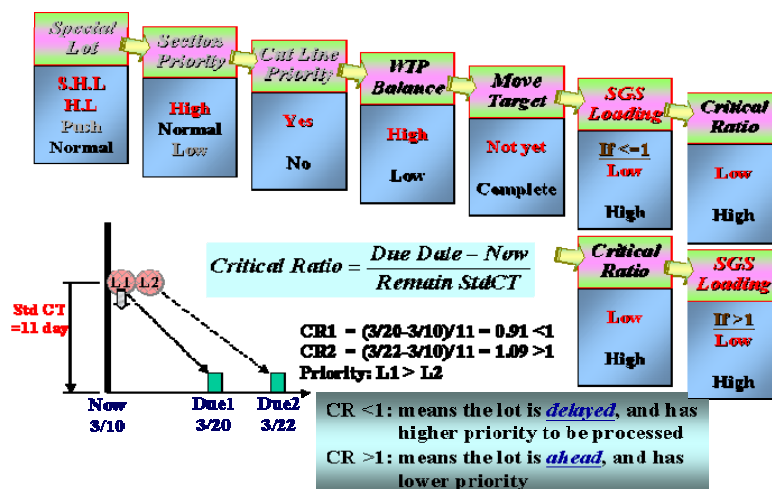 Special
Lot
S.H.L
H.L
Push
Normal
Section
Priority
High
Normal
Low
Cut Line
Priority
Yes
No
WIP
Balance
High
Low
Move
Target
Not yet
Complete
SGS
Loading
If <=1
Low
High
Critical
Ratio
Low
High
Critical
Ratio
Low
High
SGS
Loading
If >1
Low
High
Critical Ratio = Due Date – Now
Remain StdCT
L1 L2
Std CT
=11 day
CR1 = (3/20-3/10)/11 = 0.91 <1
CR2 = (3/22-3/10)/11 = 1.09 >1
Priority: L1 > L2
Now
3/10
Due1
3/20
Due2
3/22
CR <1: means the lot is delayed, and has
higher priority to be processed
CR >1: means the lot is ahead, and has
lower priority